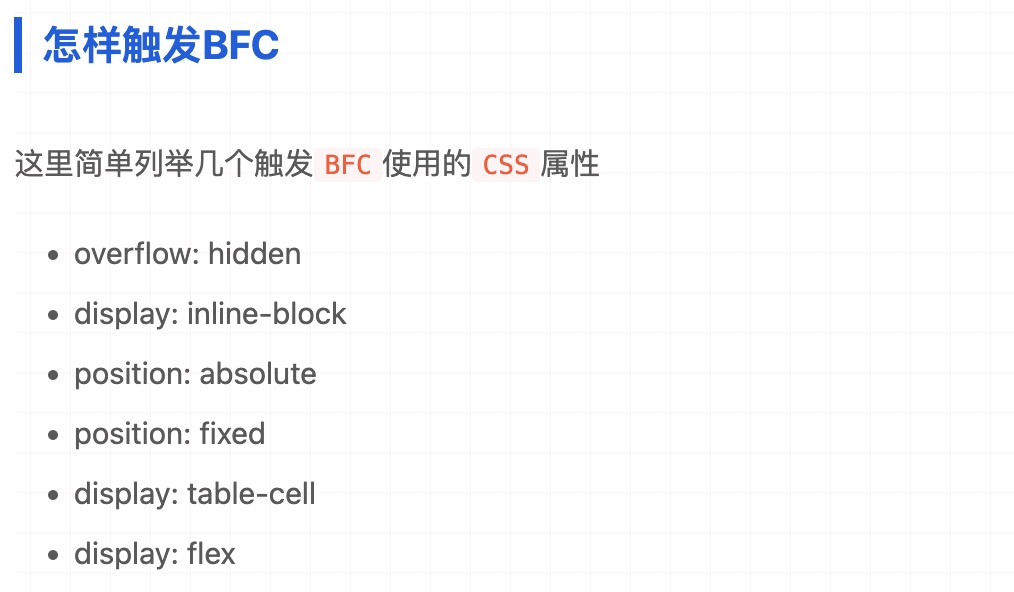 怎样触发BFC
这里简单列举几个触发 BFC 使用的 CSS 属性
• overflow: hidden
• display: inline-block
• position: absolute
• position: fixed
• display: table-cell
• display: flex